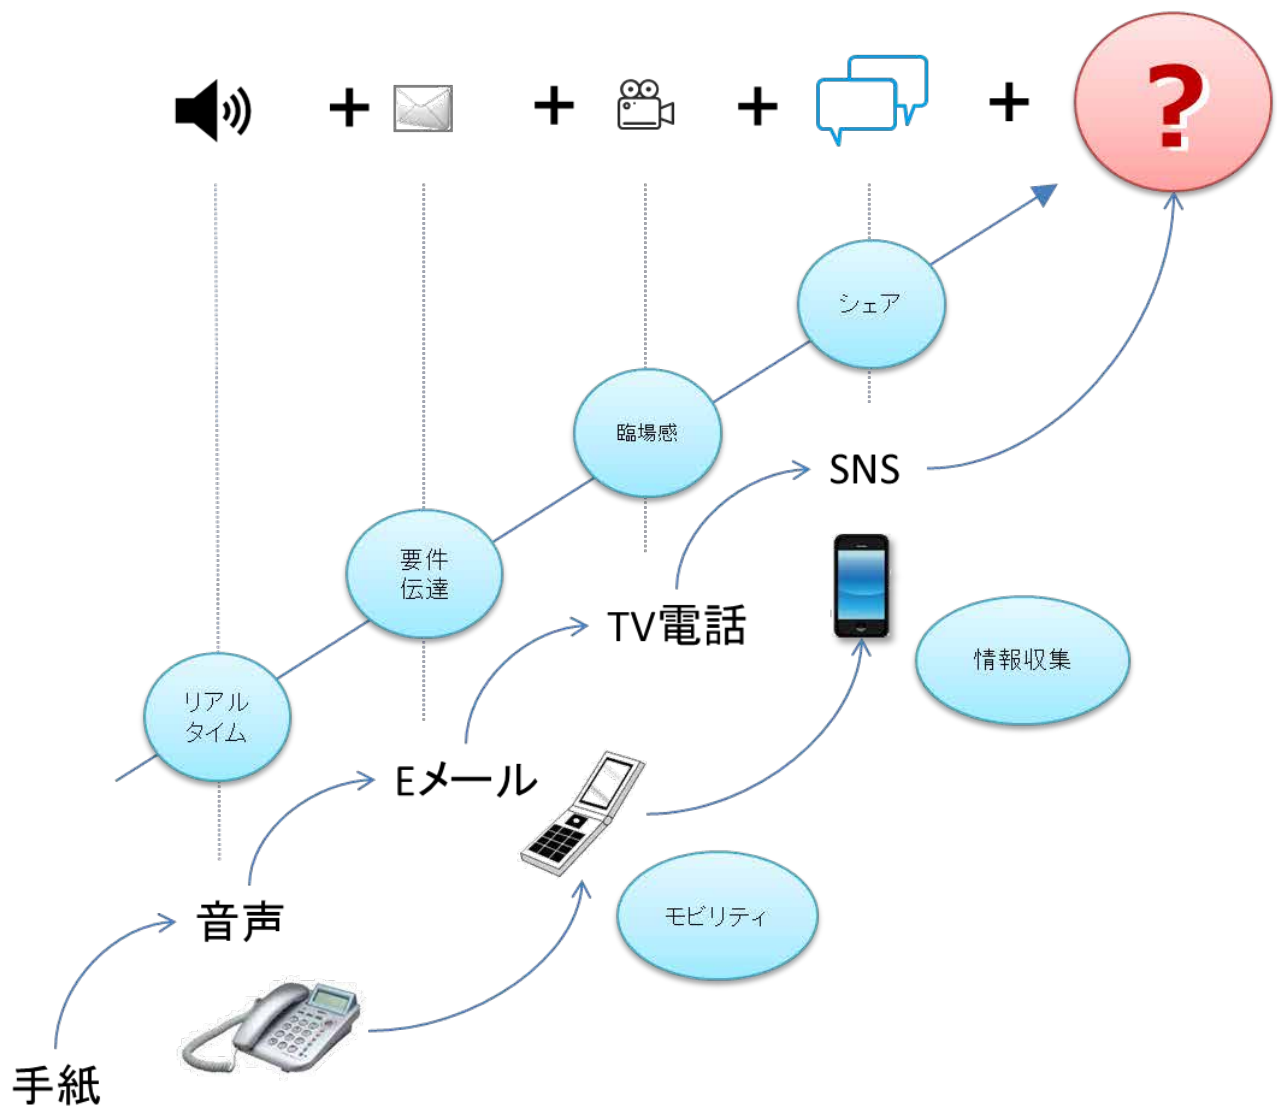 +
+
+
+
?
シェア
臨場感
SNS
要件
伝達
TV電話
情報収集
リアル
タイム
Eメール
モビリティ
音声
手紙